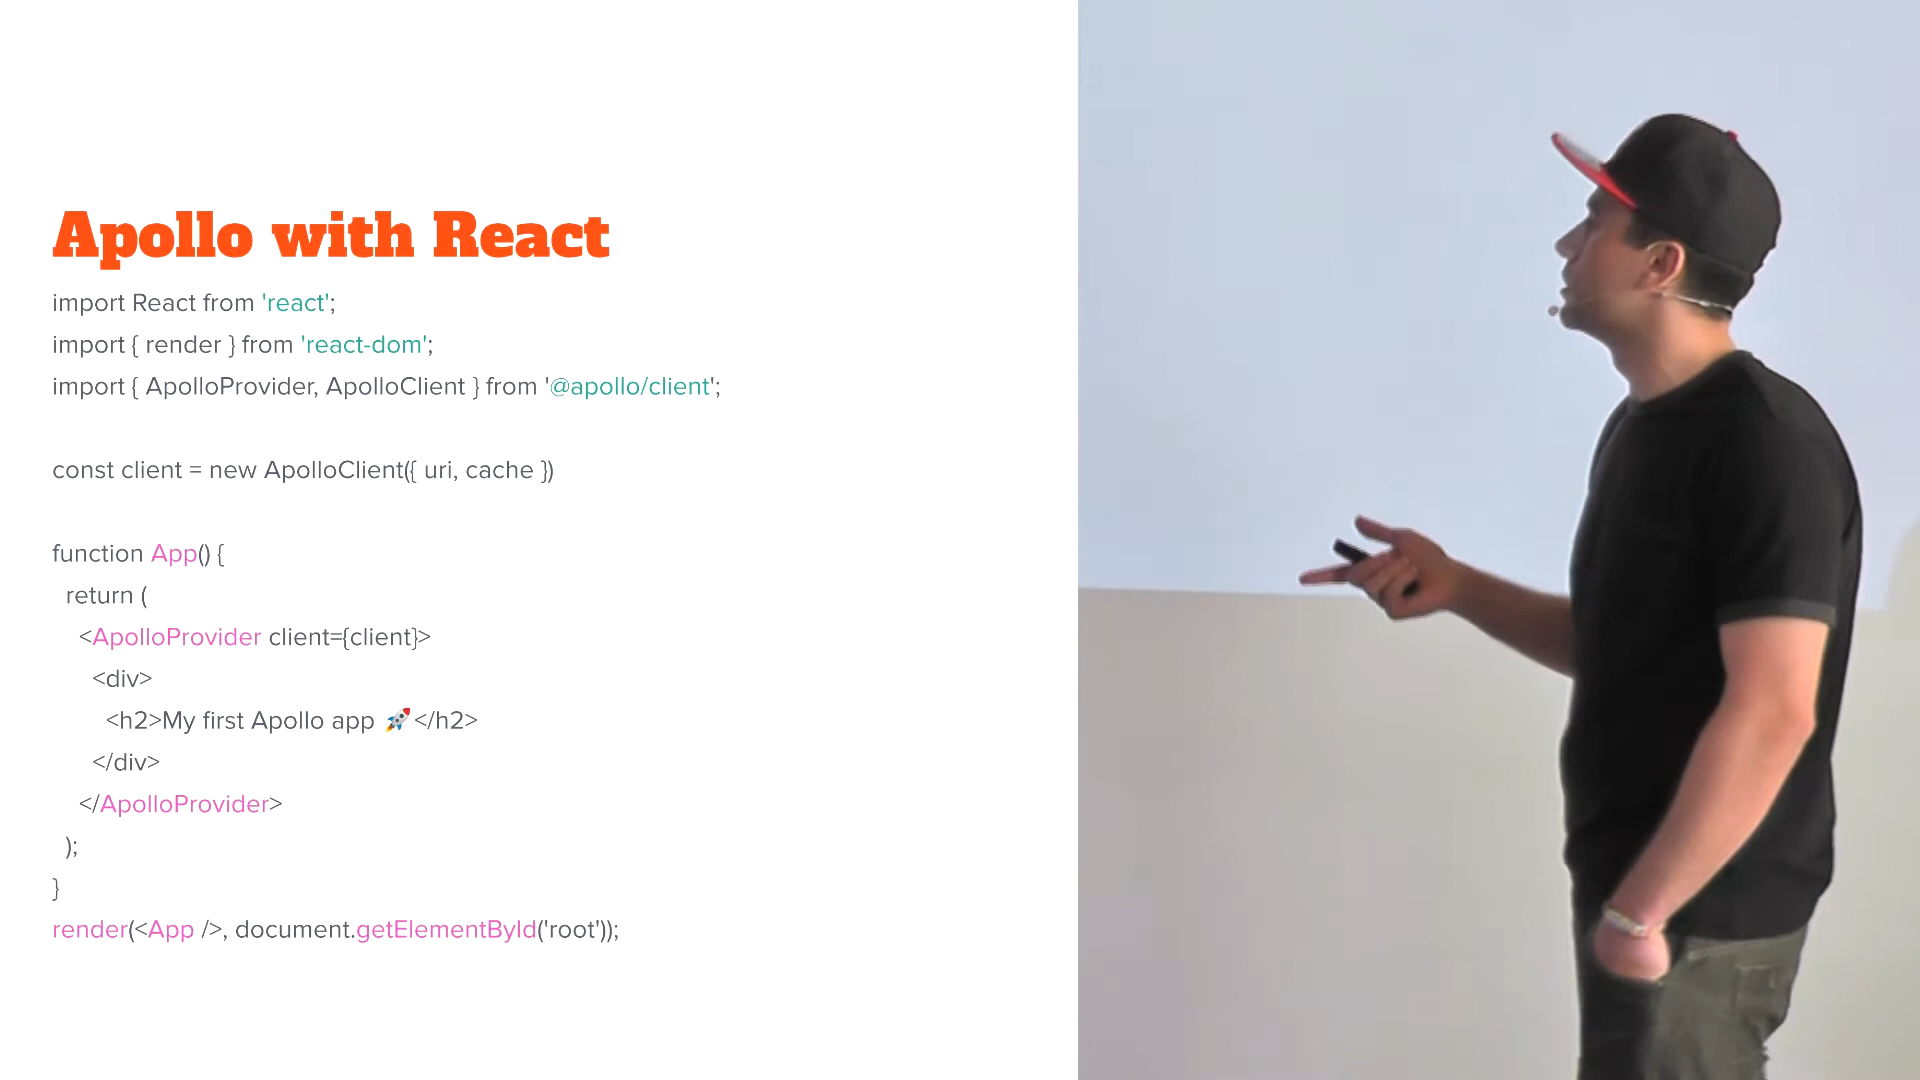 Apollo with React
import React from 'react';
import { render } from 'react-dom';
import { ApolloProvider, ApolloClient } from '@apollo/client';
const client = new ApolloClient({ uri, cache })
function App() {
return (
<ApolloProvider client={client}>
<div>
<h2>My first Apollo app 🚀</h2>
</div>
</ApolloProvider>
);
}
render(<App />, document.getElementById('root'));